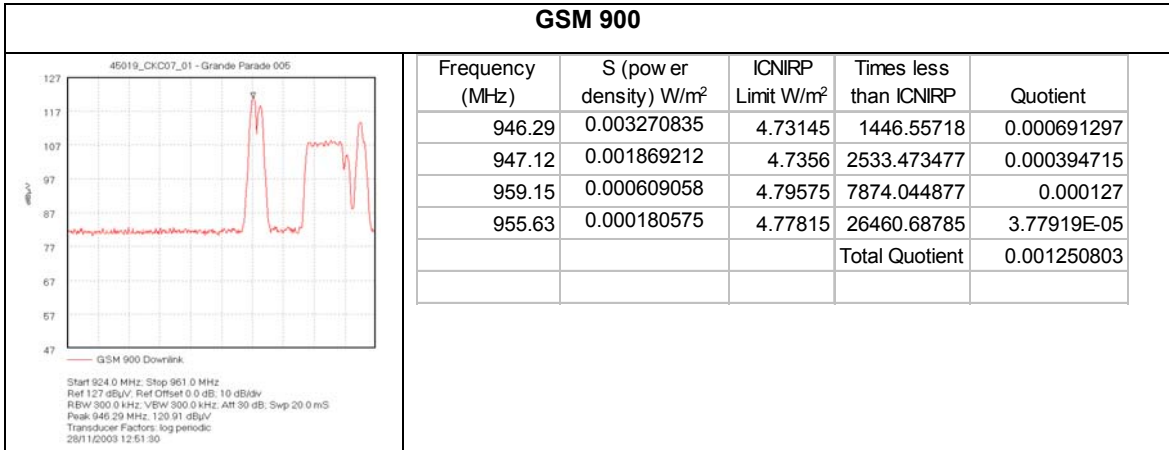 GSM 900
45019_CKC07_01 - Grande Parade 005
127
117
107
97
87
77
67
57
47
dBµV
GSM 900 Downlink
Start 924.0 MHz; Stop 961.0 MHz
Ref 127 dBµV; Ref Offset 0.0 dB; 10 dB/div
RBW 300.0 kHz; VBW 300.0 kHz; Att 30 dB; Swp 20.0 mS
Peak 946.29 MHz, 120.91 dBµV
Transducer Factors: log periodic
28/11/2003 12:51:30
Frequency (MHz) S (power density) W/m² ICNIRP Limit W/m² Times less than ICNIRP Quotient
946.29 0.003270835 4.73145 1446.55718 0.000691297
947.12 0.001869212 4.7356 2533.473477 0.000394715
959.15 0.000609058 4.79575 7874.044877 0.000127
955.63 0.000180575 4.77815 26460.68785 3.77919E-05
Total Quotient 0.001250803